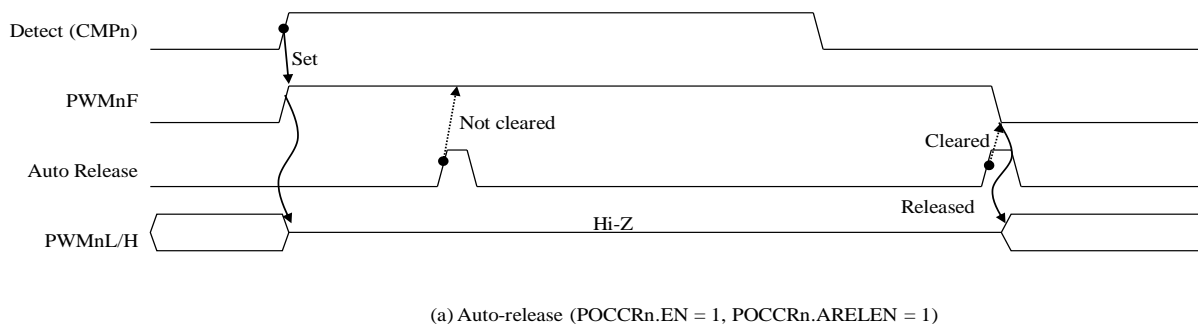 Detect (CMPn)
Set
PWMnF
Not cleared
Cleared
Auto Release
Released
Hi-Z
PWMnL/H
(a) Auto-release (POCCRn.EN = 1, POCCRn.ARELEN = 1)